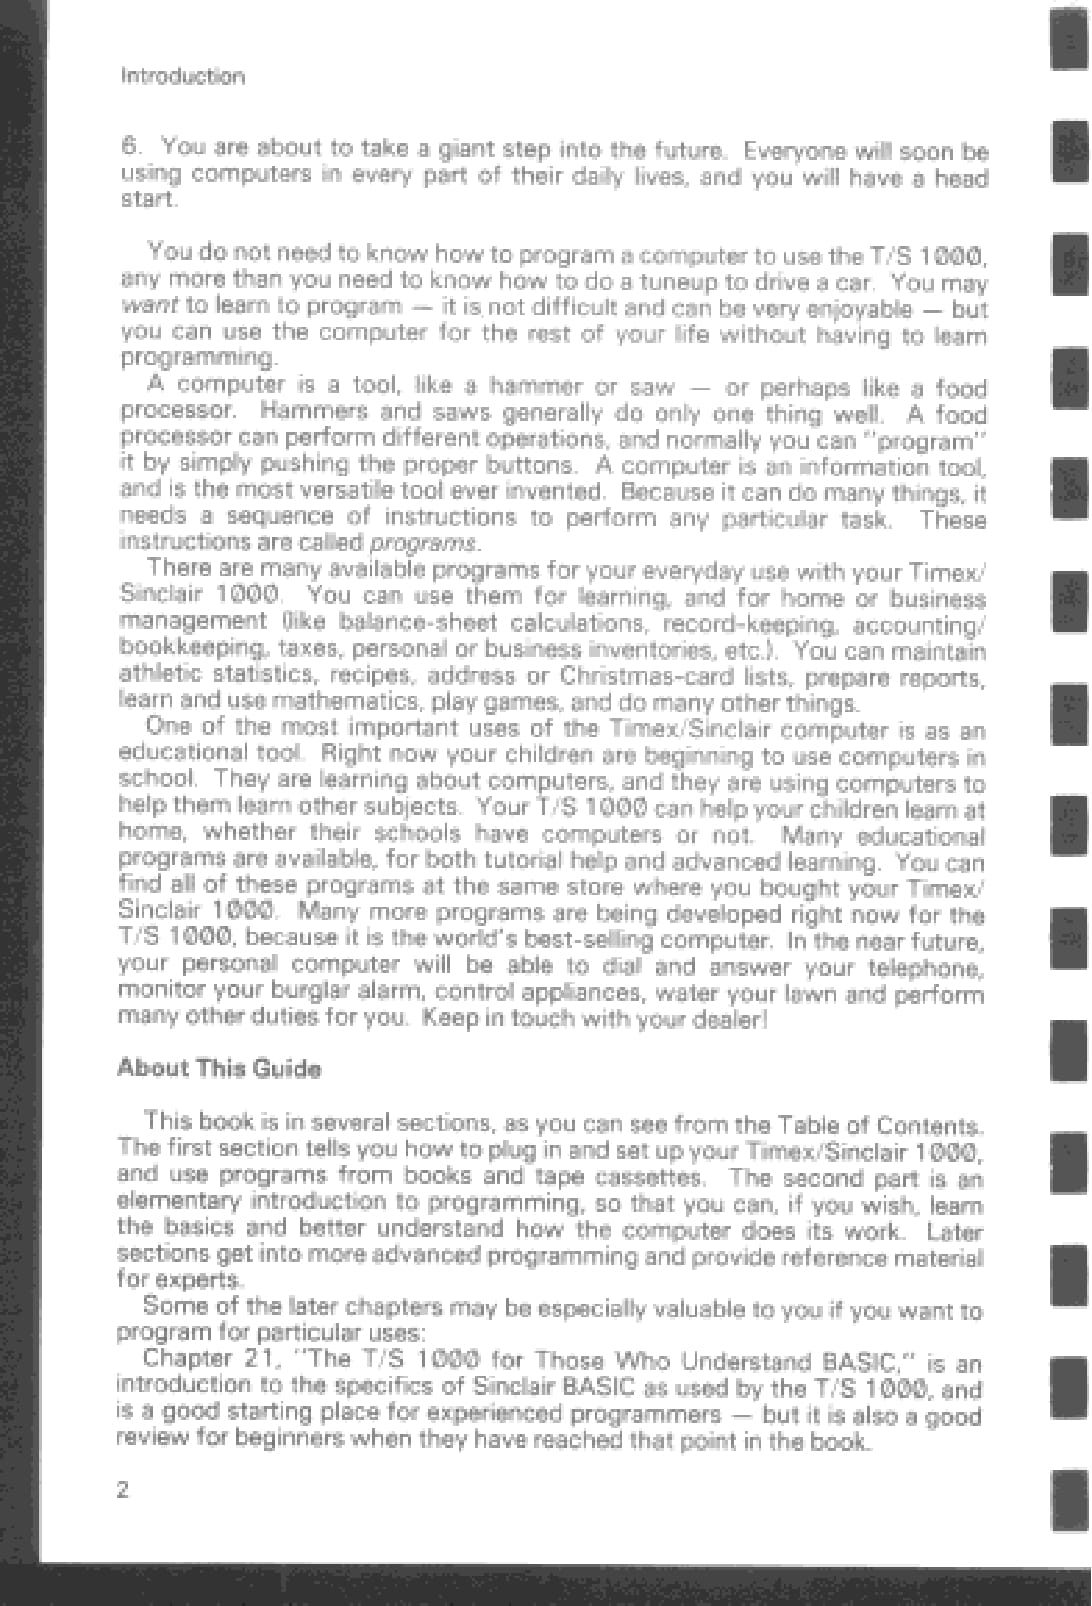 Introduction
6. You are about to take a giant step into the future. Everyone will soon be
using computers in every part of their daily lives, and you will have a head
start.
You do not need to know how to program a computer to use the T/S 1000,
any more than you need to know how to do a tuneup to drive a car. You may
want to learn to program — it is not difficult and can be very enjoyable — but
you can use the computer for the rest of your life without having to learn
programming.
A computer is a tool, like a hammer or saw — or perhaps like a food
processor. Hammers and saws generally do only one thing well. A food
processor can perform different operations, and normally you can "program"
it by simply pushing the proper buttons. A computer is an information tool,
and is the most versatile tool ever invented. Because it can do many things, it
needs a sequence of instructions to perform any particular task. These
instructions are called programs.
There are many available programs for your everyday use with your Timex/
Sinclair 1000. You can use them for learning, and for home or business
management (like balance-sheet calculations, record-keeping, accounting/
bookkeeping, taxes, personal or business inventories, etc.). You can maintain
athletic statistics, recipes, address or Christmas-card lists, prepare reports,
learn and use mathematics, play games, and do many other things.
One of the most important uses of the Timex/Sinclair computer is as an
educational tool. Right now your children are beginning to use computers in
school. They are learning about computers, and they are using computers to
help them learn other subjects. Your T/S 1000 can help your children learn at
home, whether their schools have computers or not. Many educational
programs are available, for both tutorial help and advanced learning. You can
find all of these programs at the same store where you bought your Timex/
Sinclair 1000. Many more programs are being developed right now for the
T/S 1000, because it is the world's best-selling computer. In the near future,
your personal computer will be able to dial and answer your telephone,
monitor your burglar alarm, control appliances, water your lawn and perform
many other duties for you. Keep in touch with your dealer!
About This Guide
This book is in several sections, as you can see from the Table of Contents.
The first section tells you how to plug in and set up your Timex/Sinclair 1000,
and use programs from books and tape cassettes. The second part is an
elementary introduction to programming, so that you can, if you wish, learn
the basics and better understand how the computer does its work. Later
sections get into more advanced programming and provide reference material
for experts.
Some of the later chapters may be especially valuable to you if you want to
program for particular uses:
Chapter 21, "The T/S 1000 for Those Who Understand BASIC," is an
introduction to the specifics of Sinclair BASIC as used by the T/S 1000, and
is a good starting place for experienced programmers — but it is also a good
review for beginners when they have reached that point in the book.
2